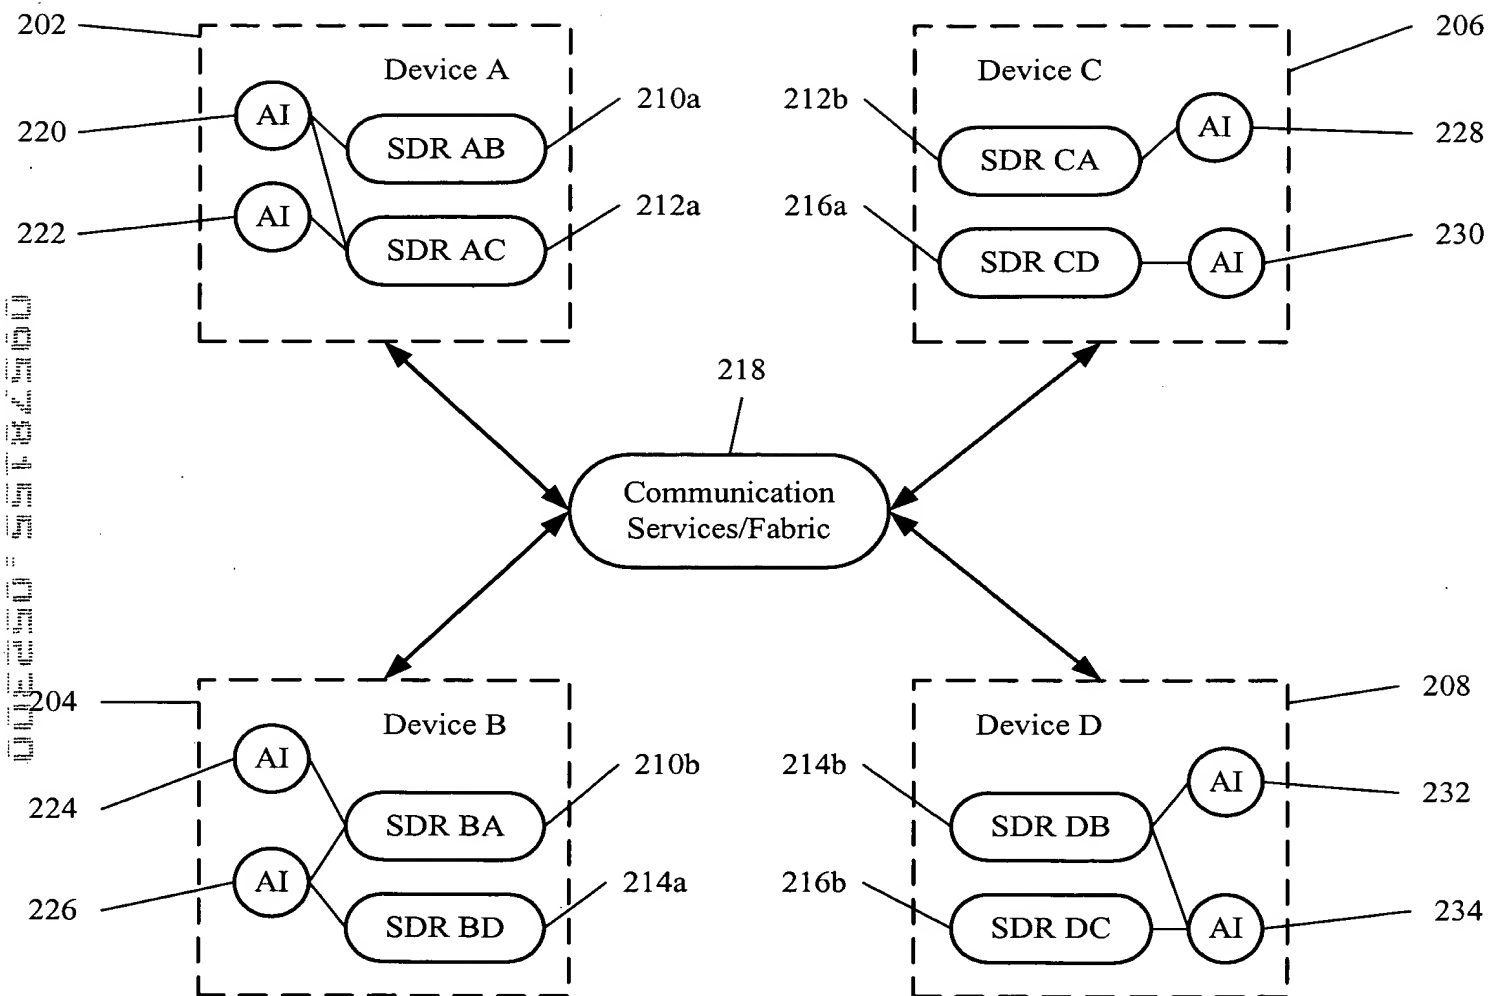 202
Device A
AI
220
SDR AB
210a
AI
222
SDR AC
212a
206
Device C
212b
SDR CA
AI
228
216a
SDR CD
AI
230
218
Communication
Services/Fabric
204
Device B
AI
224
SDR BA
210b
AI
226
SDR BD
214a
208
Device D
214b
SDR DB
AI
232
216b
SDR DC
AI
234
09578155.052300